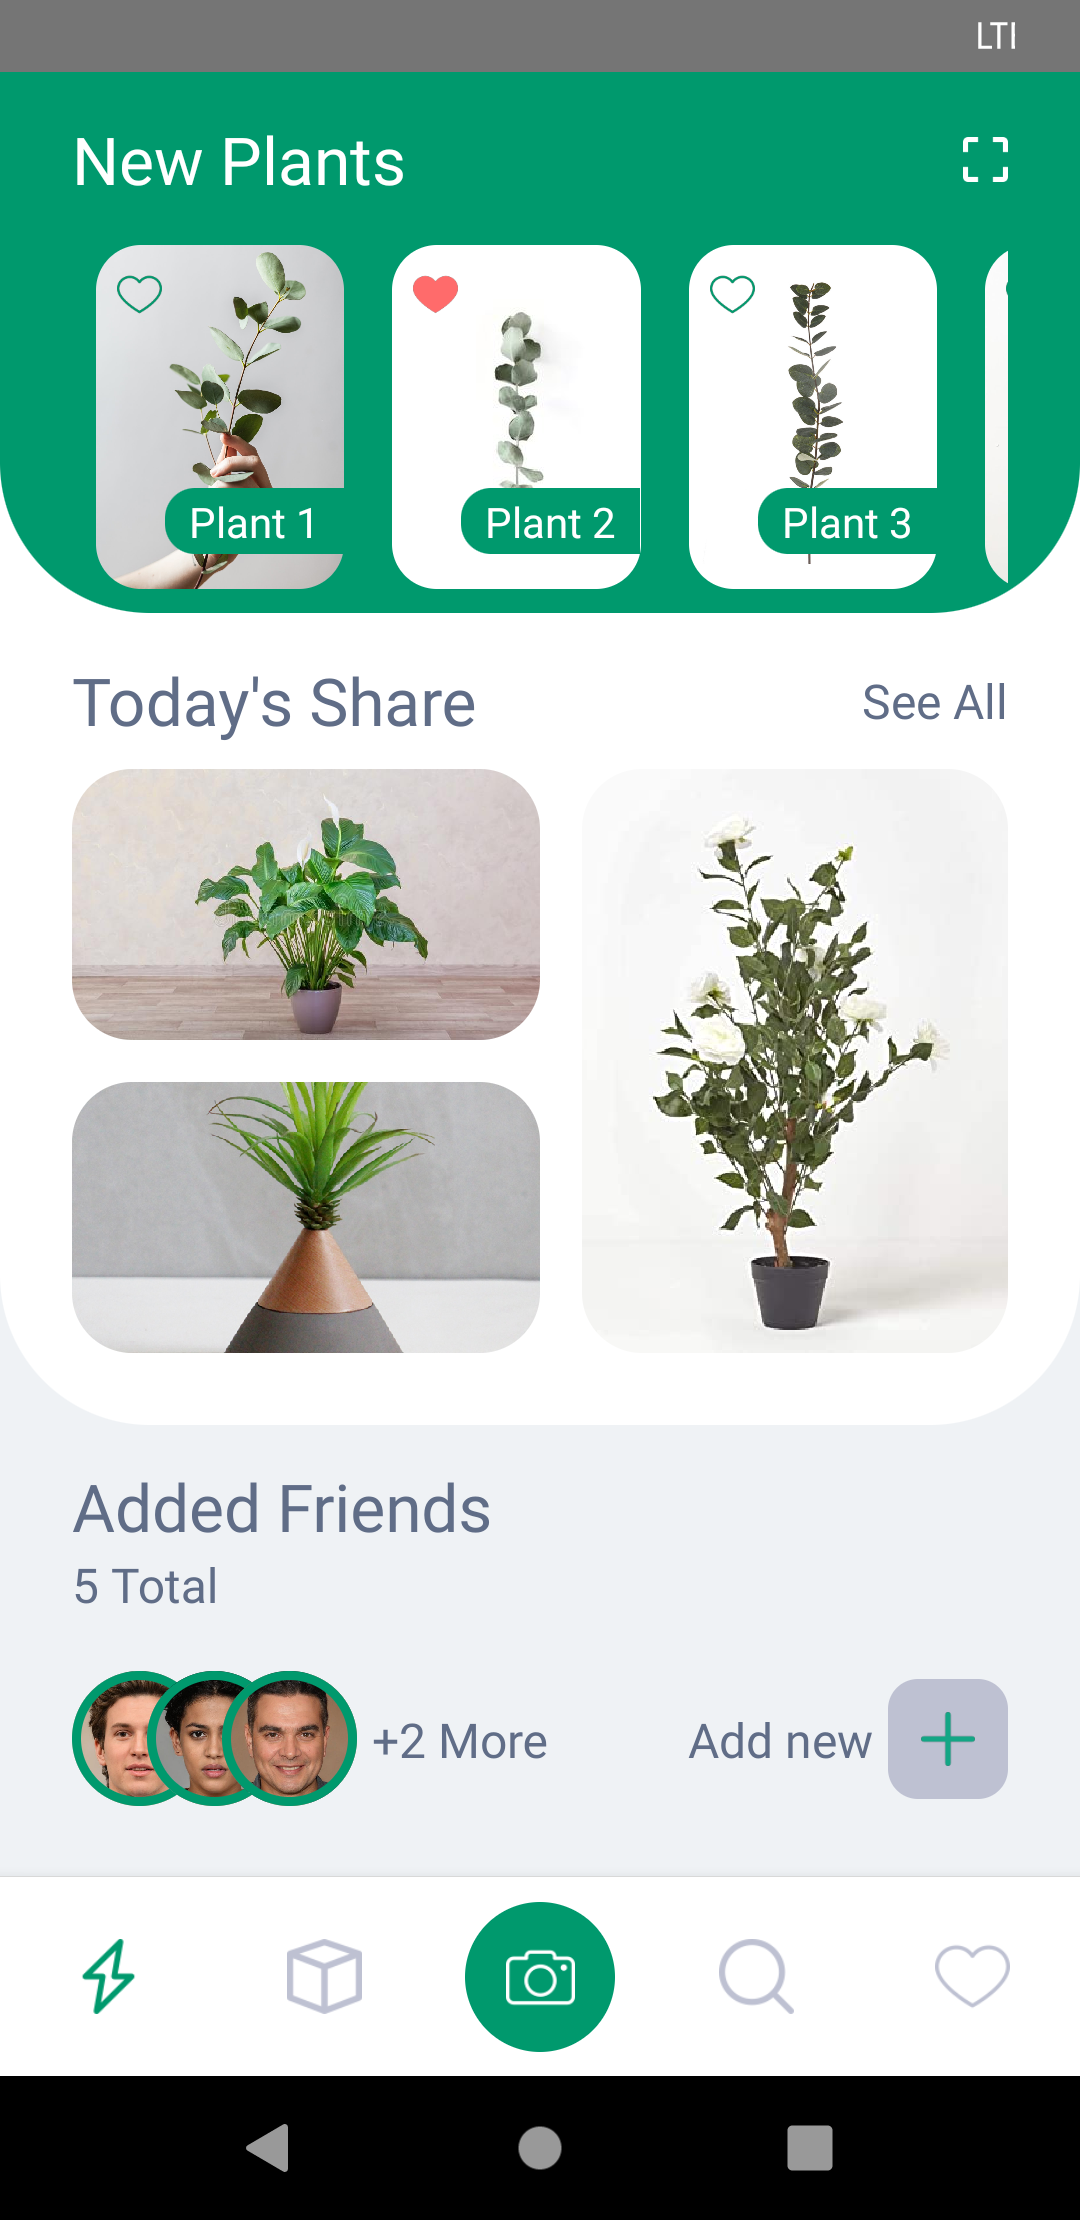 LTI
New Plants
Plant 1
Plant 2
Plant 3
Today's Share
See All
Added Friends
5 Total
+2 More
Add new